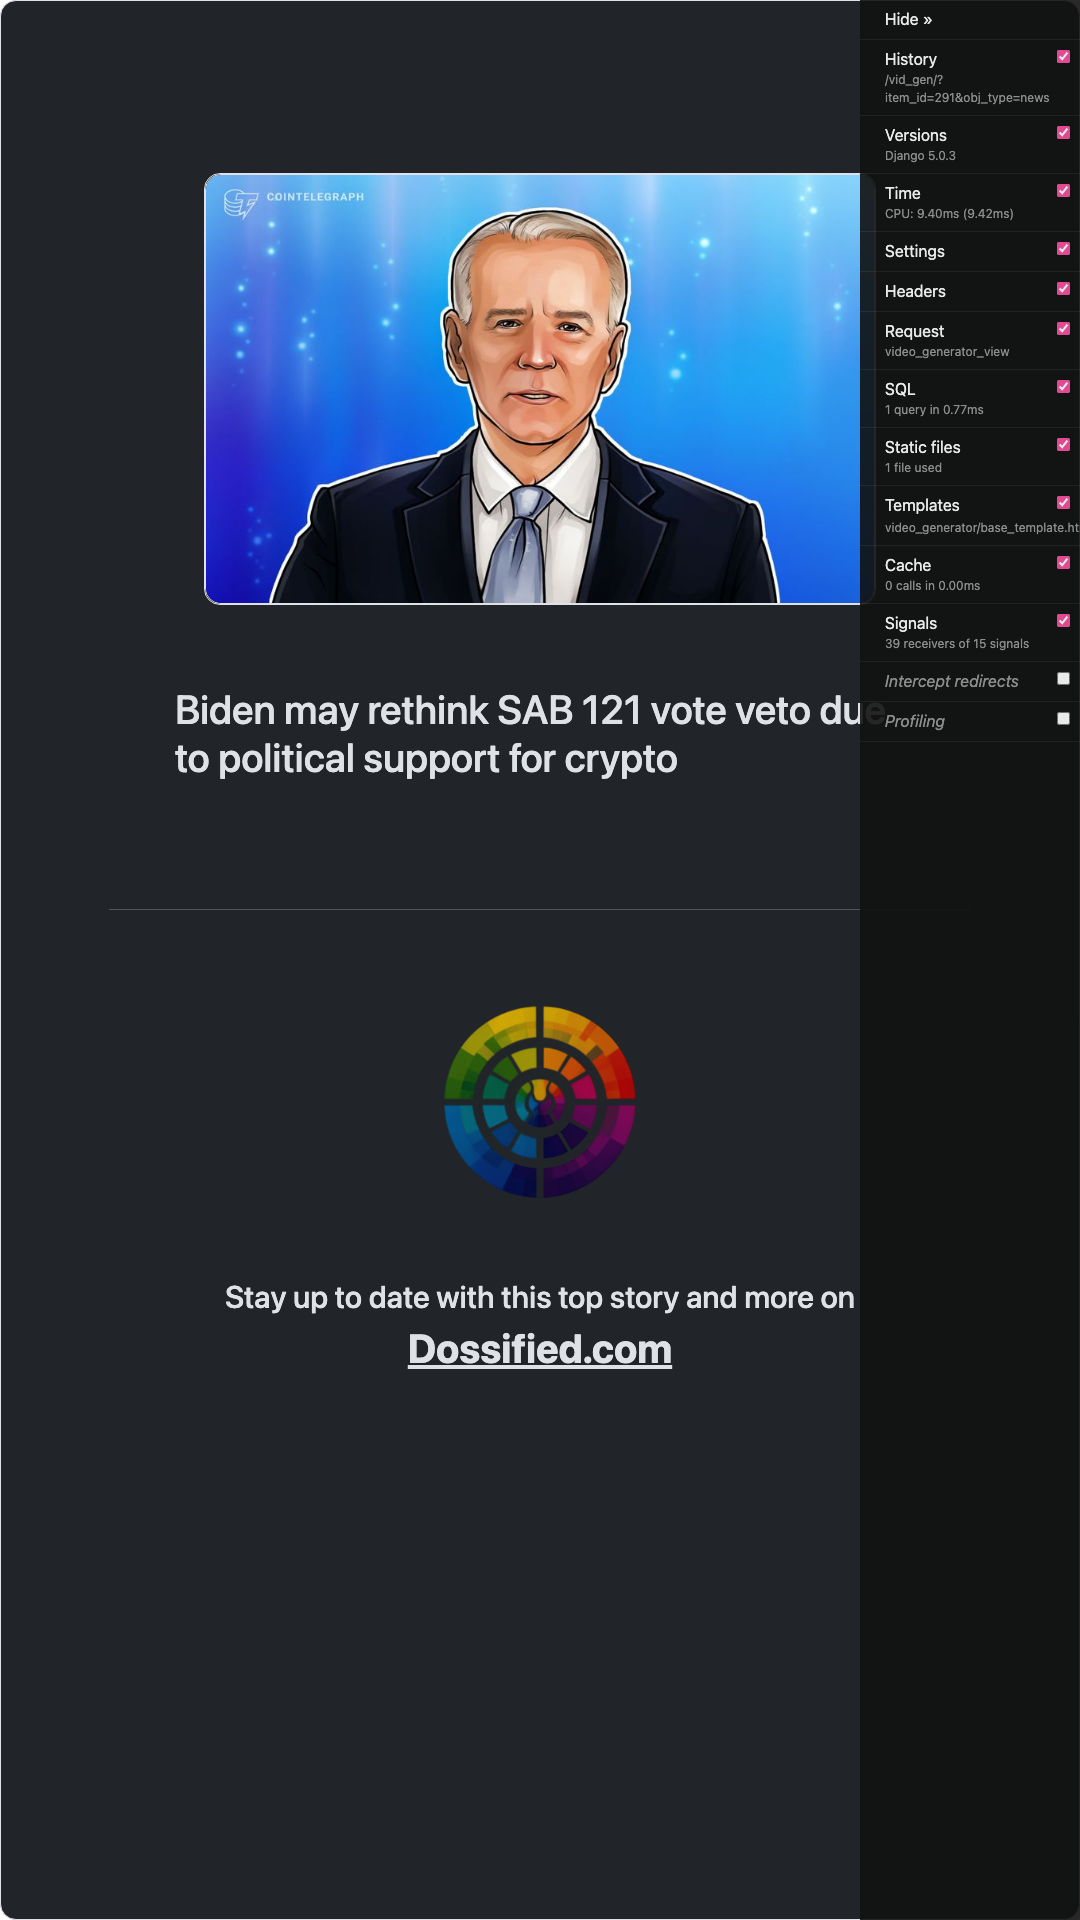 COINTELEGRAPH
Biden may rethink SAB 121 vote veto due
to political support for crypto
Stay up to date with this top story and more on
Dossified.com
Hide »
History
/vid_gen/?
item_id=291&obj_type=news
Versions
Django 5.0.3
Time
CPU: 9.40ms (9.42ms)
Settings
Headers
Request
video_generator_view
SQL
1 query in 0.77ms
Static files
1 file used
Templates
video_generator/base_template.ht
Cache
0 calls in 0.00ms
Signals
39 receivers of 15 signals
Intercept redirects
Profiling